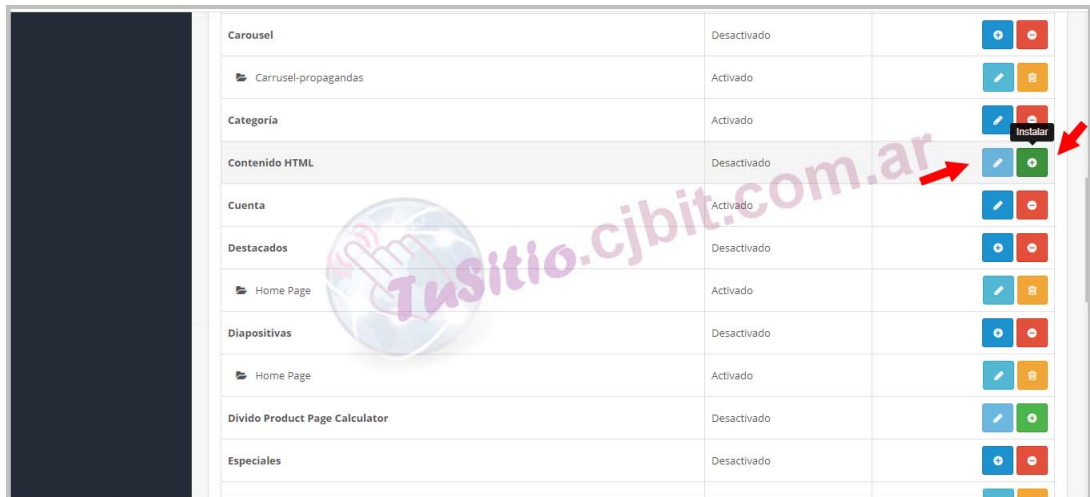 Carousel Desactivado
Carrusel-propagandas Activado
Categoría Activado
Instalar
Contenido HTML Desactivado
Cuenta Activado
Destacados Desactivado
Home Page Activado
Diapositivas Desactivado
Home Page Activado
Divido Product Page Calculator Desactivado
Especiales Desactivado
TuSitio.cjbit.com.ar